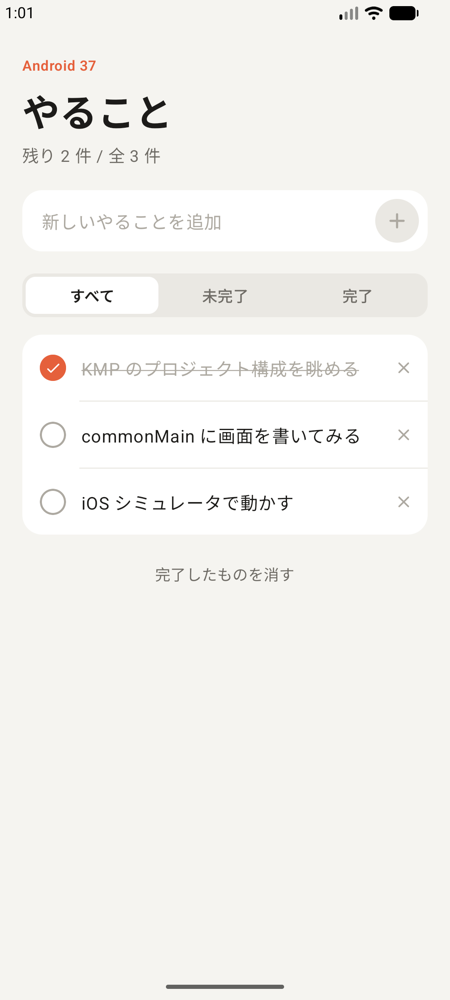 1:01
Android 37
やること
残り 2 件 / 全 3 件
新しいやることを追加
すべて
未完了
完了
KMP のプロジェクト構成を眺める
commonMain に画面を書いてみる
iOS シミュレータで動かす
完了したものを消す